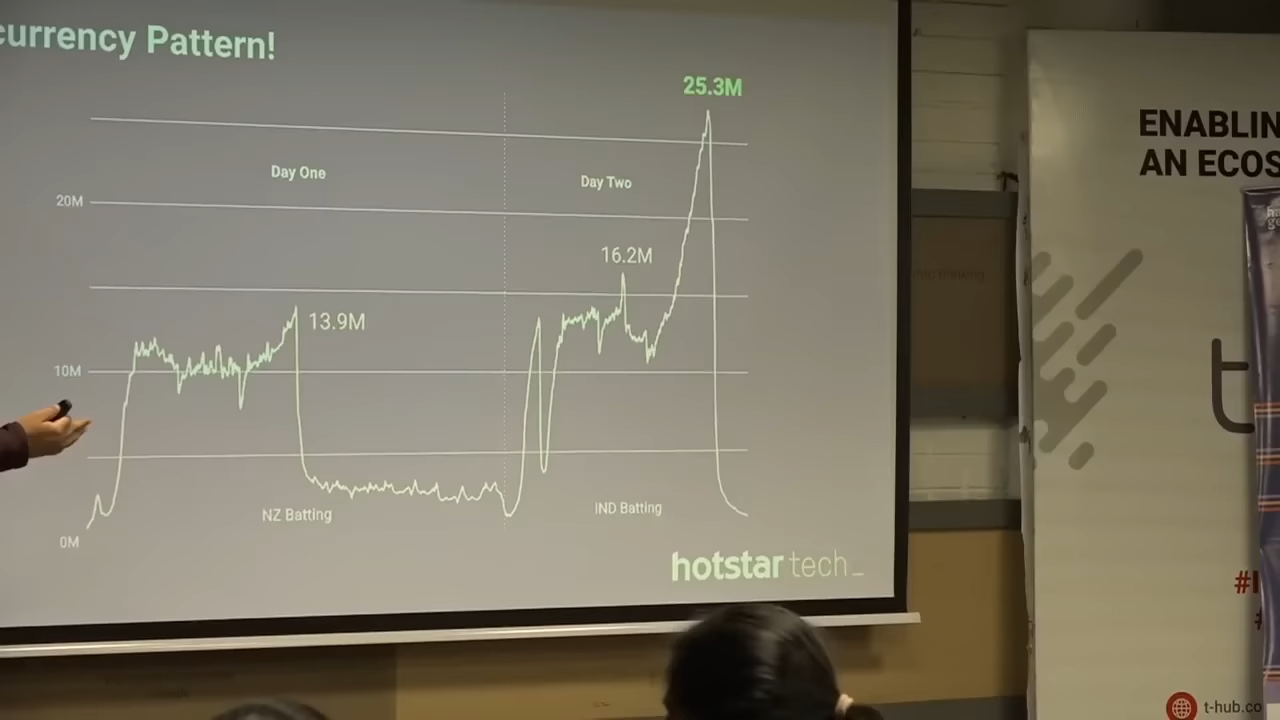 currency Pattern!
25.3M
Day One
Day Two
20M
16.2M
13.9M
10M
NZ Batting
IND Batting
0M
hotstar tech_
ENABLIN
AN ECOS
t
#
t-hub.co